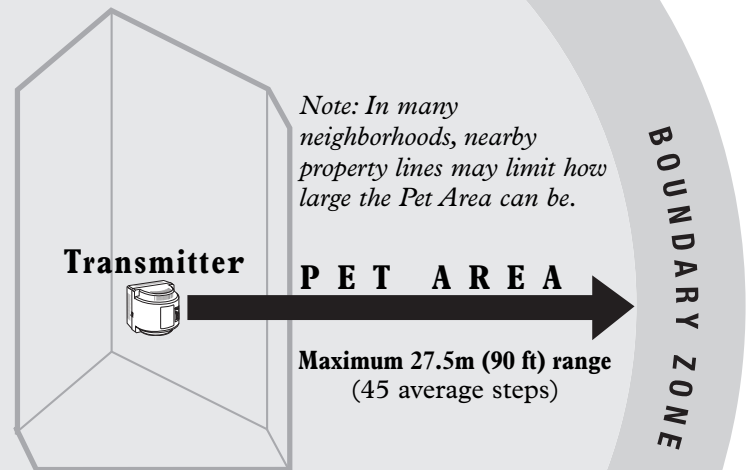 Note: In many
neighborhoods, nearby
property lines may limit how
large the Pet Area can be.
Transmitter
PET AREA
Maximum 27.5m (90 ft) range
(45 average steps)
BOUNDARY ZONE